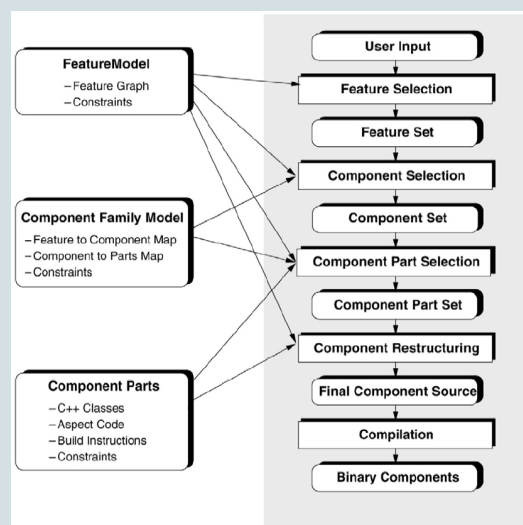 FeatureModel
– Feature Graph
– Constraints
Component Family Model
– Feature to Component Map
– Component to Parts Map
– Constraints
Component Parts
– C++ Classes
– Aspect Code
– Build Instructions
– Constraints
User Input
Feature Selection
Feature Set
Component Selection
Component Set
Component Part Selection
Component Part Set
Component Restructuring
Final Component Source
Compilation
Binary Components